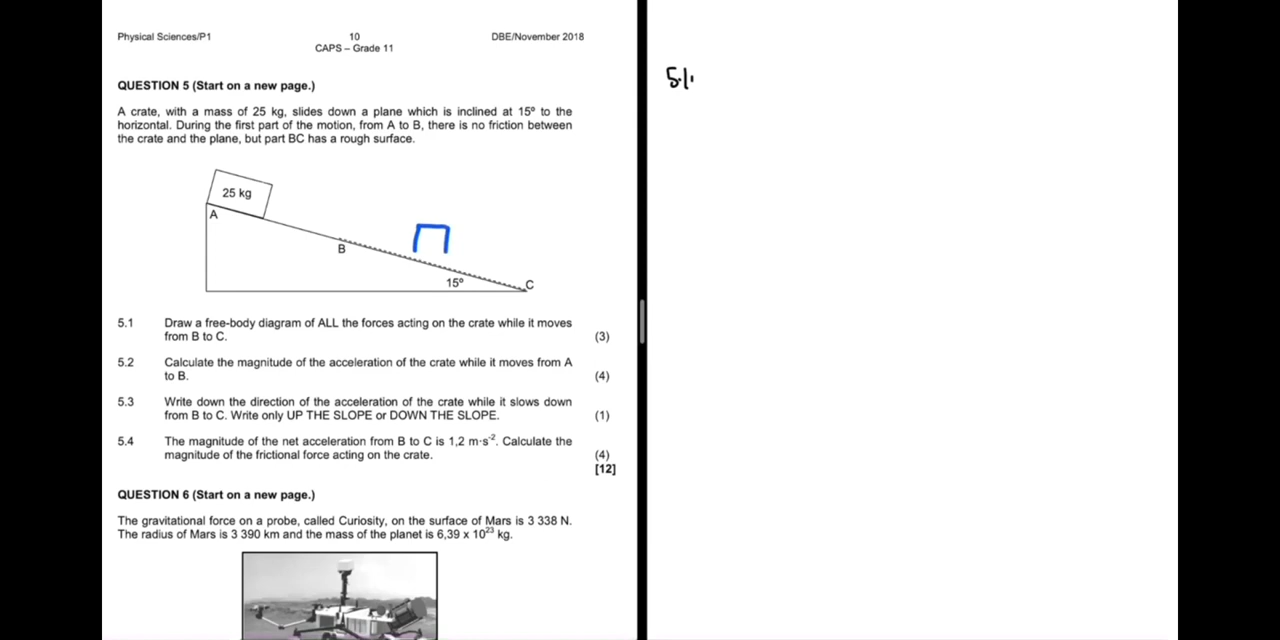 Physical Sciences/P1 10 DBE/November 2018
CAPS – Grade 11
QUESTION 5 (Start on a new page.)
A crate, with a mass of 25 kg, slides down a plane which is inclined at 15º to the
horizontal. During the first part of the motion, from A to B, there is no friction between
the crate and the plane, but part BC has a rough surface.
25 kg
A
B
15º
C
5.1 Draw a free-body diagram of ALL the forces acting on the crate while it moves
from B to C. (3)
5.2 Calculate the magnitude of the acceleration of the crate while it moves from A
to B. (4)
5.3 Write down the direction of the acceleration of the crate while it slows down
from B to C. Write only UP THE SLOPE or DOWN THE SLOPE. (1)
5.4 The magnitude of the net acceleration from B to C is 1,2 m·s⁻². Calculate the
magnitude of the frictional force acting on the crate. (4)
[12]
QUESTION 6 (Start on a new page.)
The gravitational force on a probe, called Curiosity, on the surface of Mars is 3 338 N.
The radius of Mars is 3 390 km and the mass of the planet is 6,39 x 10²³ kg.
5.1.